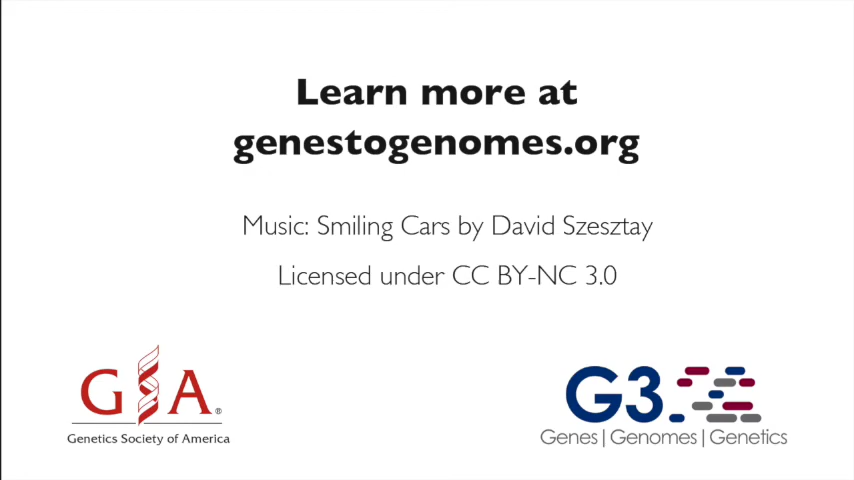 Learn more at
genestogenomes.org
Music: Smiling Cars by David Szesztay
Licensed under CC BY-NC 3.0
GSA®
Genetics Society of America
G3
Genes|Genomes|Genetics